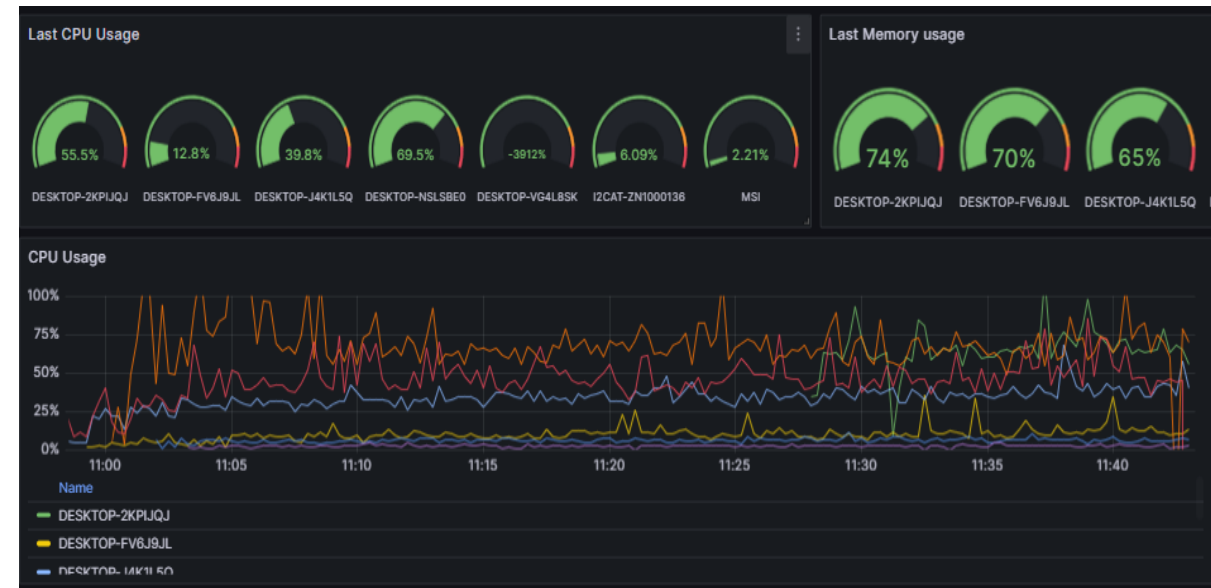 Last CPU Usage
Last Memory usage
55.5%
12.8%
39.8%
69.5%
-3912%
6.09%
2.21%
DESKTOP-2KPIJQJ
DESKTOP-FV6J9JL
DESKTOP-J4K1L5Q
DESKTOP-NSLSBE0
DESKTOP-VG4L8SK
I2CAT-ZN1000136
MSI
74%
70%
65%
DESKTOP-2KPIJQJ
DESKTOP-FV6J9JL
DESKTOP-J4K1L5Q
CPU Usage
100%
75%
50%
25%
0%
11:00
11:05
11:10
11:15
11:20
11:25
11:30
11:35
11:40
Name
DESKTOP-2KPIJQJ
DESKTOP-FV6J9JL
DESKTOP-J4K1L5Q